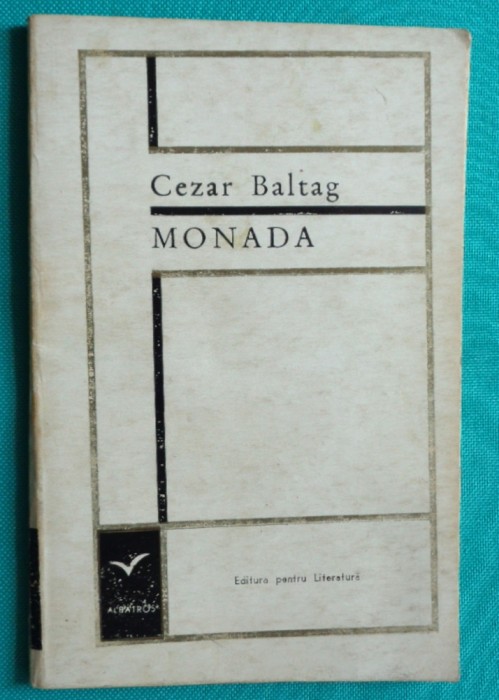 Cezar Baltag
MONADA
ALBATROS
Editura pentru Literatură